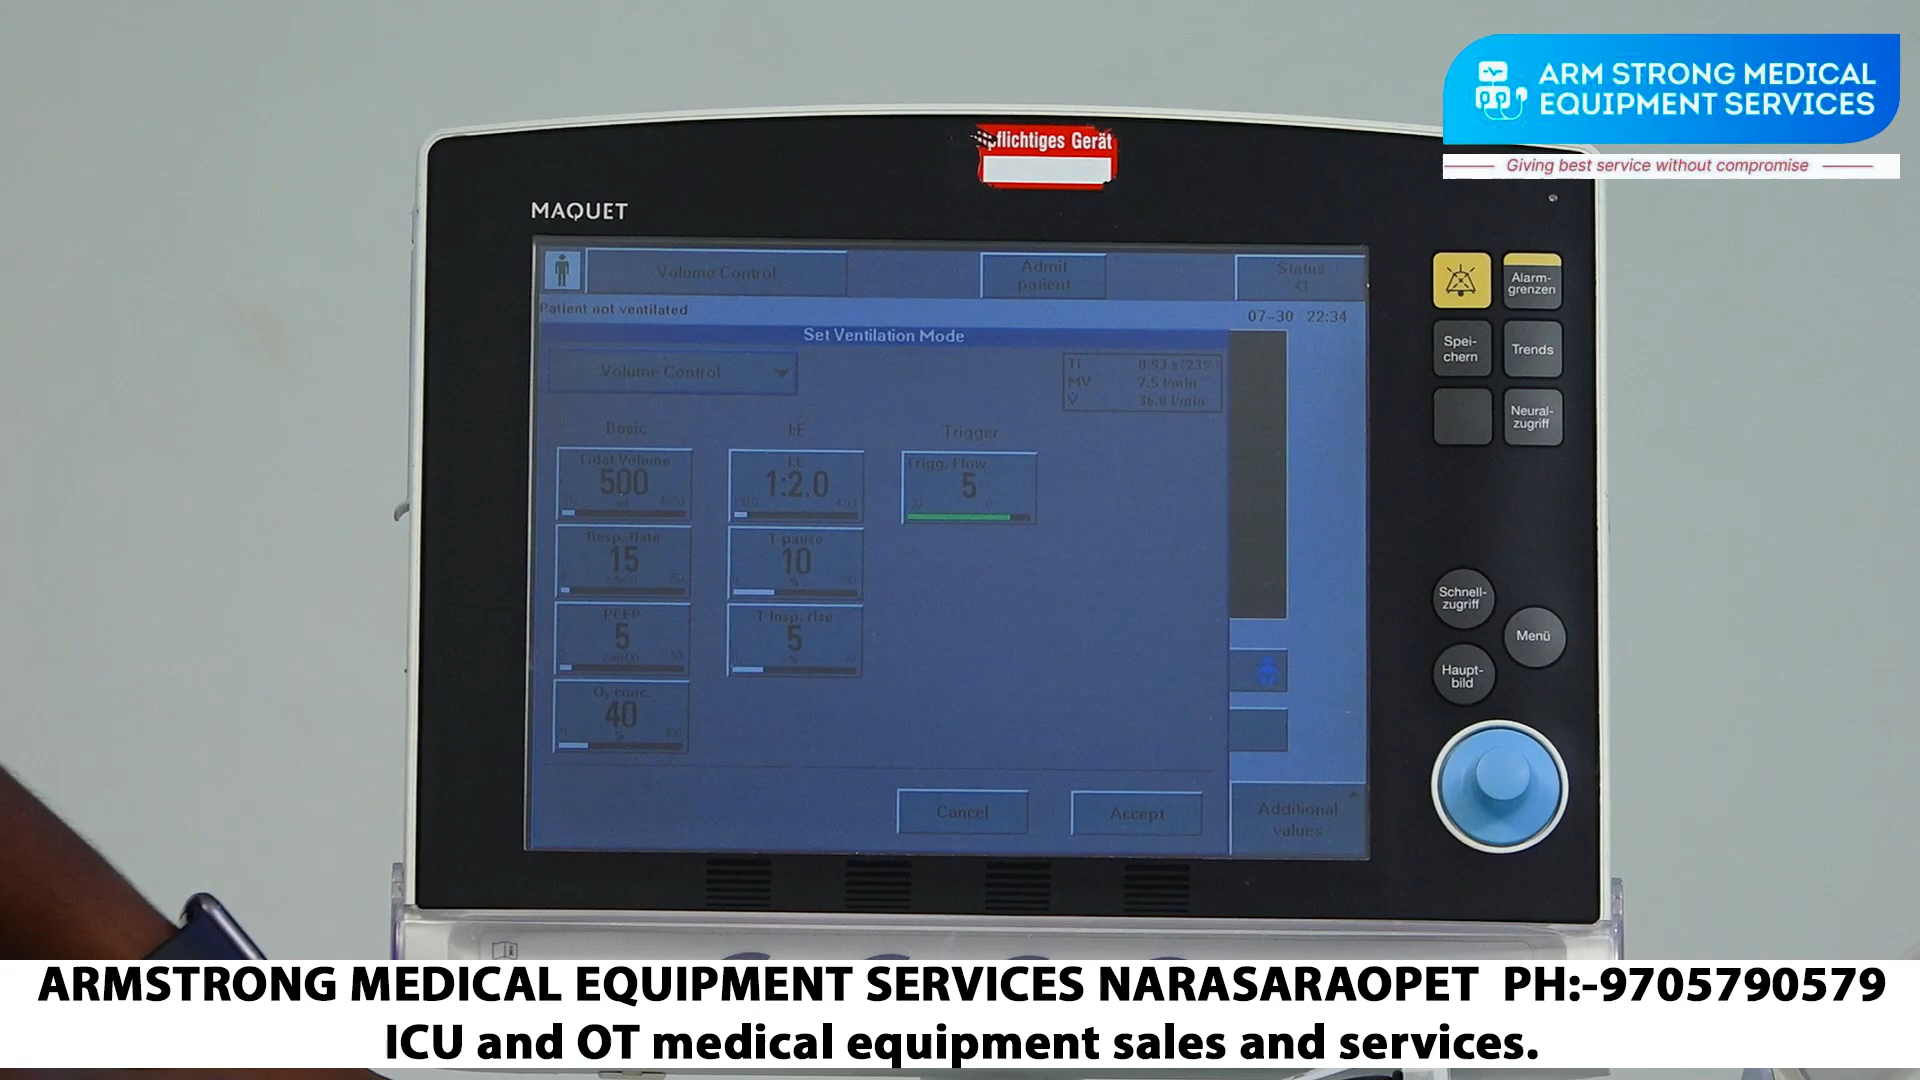 ARM STRONG MEDICAL
EQUIPMENT SERVICES
Giving best service without compromise
pflichtiges Gerät
MAQUET
Volume Control
Admit
patient
Status
Patient not ventilated
07-30 22:34
Set Ventilation Mode
Volume Control
Ti 0.93 s (23%)
MV 7.5 l/min
V̇ 36.0 l/min
Basic
I:E
Trigger
Tidal Volume
500
4000
I:E
1:2.0
Trigg. Flow
5
Resp. Rate
15
T pause
10
%
30
PEEP
5
T insp. rise
5
%
O₂ conc.
40
%
100
Cancel
Accept
Additional
values
Alarm-
grenzen
Spei-
chern
Trends
Neural-
zugriff
Schnell-
zugriff
Menü
Haupt-
bild
ARMSTRONG MEDICAL EQUIPMENT SERVICES NARASARAOPET PH:-9705790579
ICU and OT medical equipment sales and services.